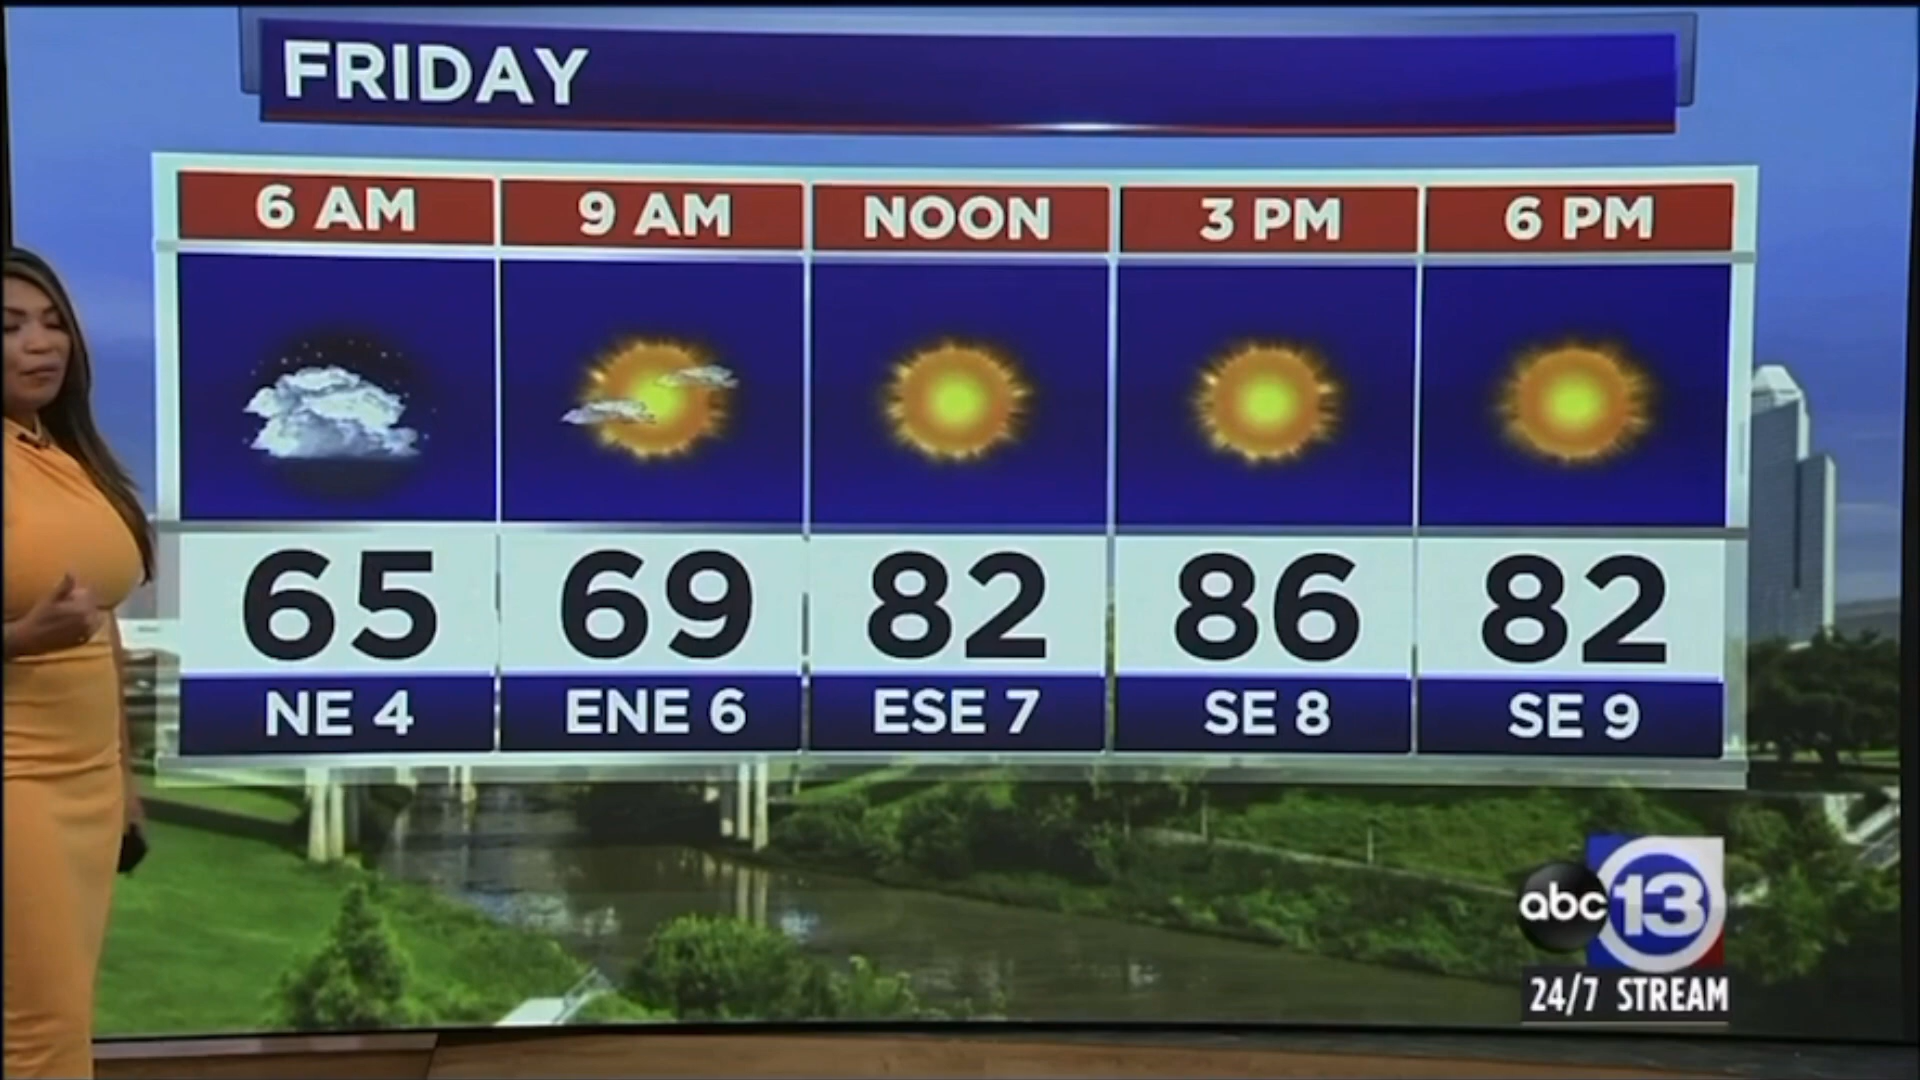 FRIDAY
6 AM 9 AM NOON 3 PM 6 PM
65 69 82 86 82
NE 4 ENE 6 ESE 7 SE 8 SE 9
abc 13
24/7 STREAM